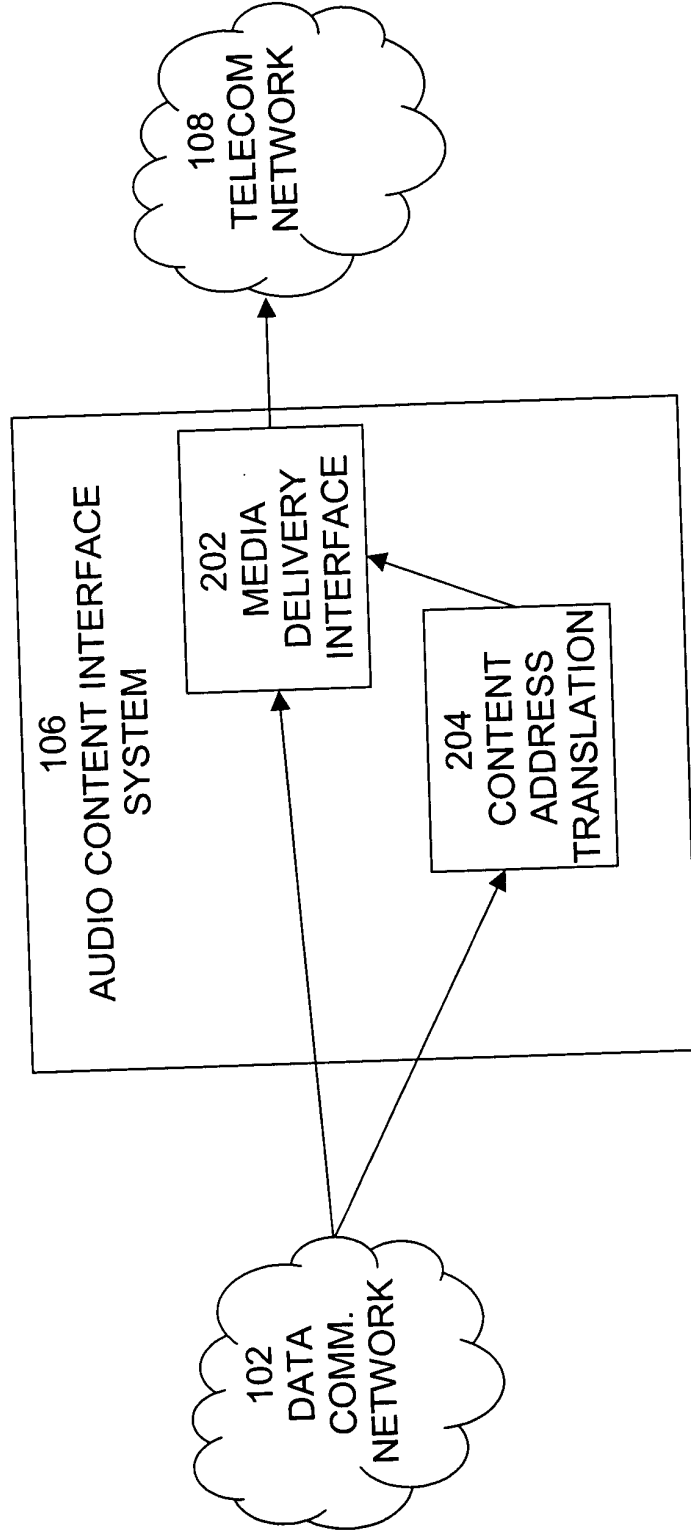 106
AUDIO CONTENT INTERFACE
SYSTEM
102
DATA
COMM.
NETWORK
202
MEDIA
DELIVERY
INTERFACE
204
CONTENT
ADDRESS
TRANSLATION
108
TELECOM
NETWORK